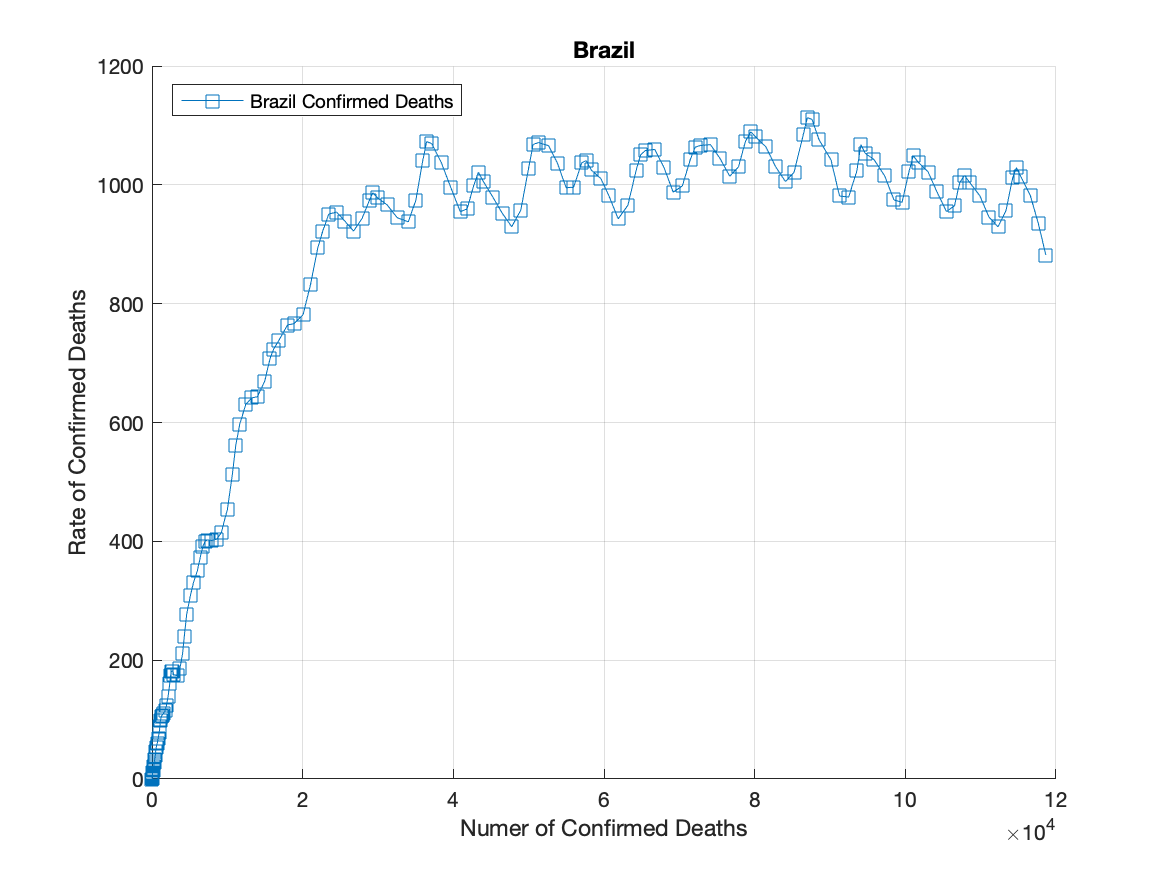 Brazil
1200
Brazil Confirmed Deaths
1000
800
600
400
200
0
Rate of Confirmed Deaths
0 2 4 6 8 10 12
Numer of Confirmed Deaths
×10^4